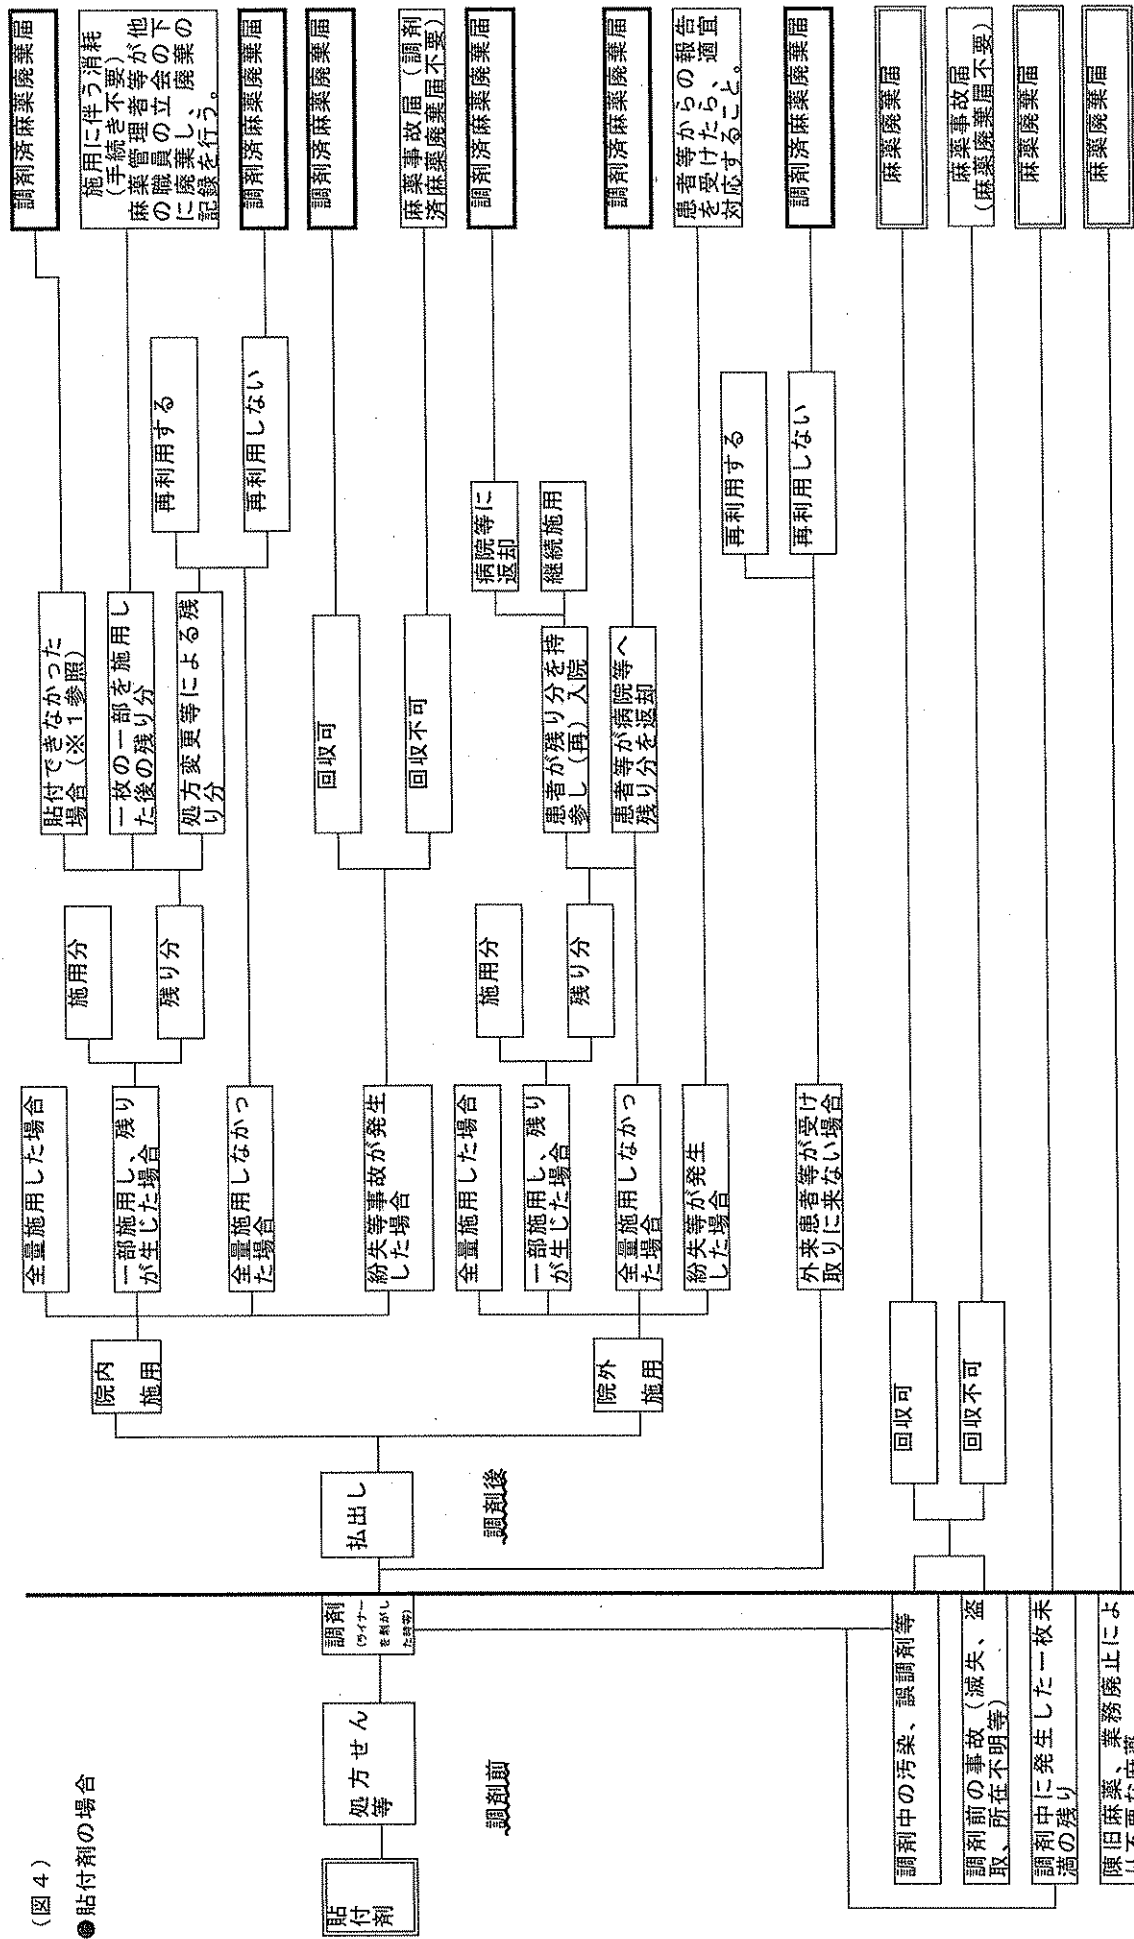 (図4)
●貼付剤の場合
貼
付
剤
処方せん
等
調剤前
調剤
(ライナー
を剥がし
た時等)
払出し
調剤後
院内
施用
全量施用した場合
一部施用し、残り
が生じた場合
施用分
残り分
貼付できなかった
場合(※1参照)
調剤済麻薬廃棄届
一枚の一部を施用し
た後の残り分
施用に伴う消耗
(手続き不要)
麻薬管理者等が他
の職員の立会の下
に廃棄し、廃棄の
記録を行う。
処方変更等による残
り分
再利用する
再利用しない
調剤済麻薬廃棄届
全量施用しなかっ
た場合
紛失等事故が発生
した場合
回収可
調剤済麻薬廃棄届
回収不可
麻薬事故届(調剤
済麻薬廃棄届不要)
院外
施用
全量施用した場合
一部施用し、残り
が生じた場合
施用分
残り分
患者が残り分を持
参し(再)入院
病院等に
返却
調剤済麻薬廃棄届
継続施用
患者等が病院等へ
残り分を返却
調剤済麻薬廃棄届
全量施用しなかっ
た場合
紛失等が発生
した場合
患者等からの報告
を受けたら、適宜
対応すること。
外来患者等が受け
取りに来ない場合
再利用する
再利用しない
調剤済麻薬廃棄届
調剤中の汚染、誤調剤等
調剤前の事故(滅失、盗
取、所在不明等)
回収可
麻薬廃棄届
回収不可
麻薬事故届
(麻薬廃棄届不要)
調剤中に発生した一枚未
満の残り
麻薬廃棄届
陳旧麻薬、業務廃止によ
り不要な麻薬
麻薬廃棄届